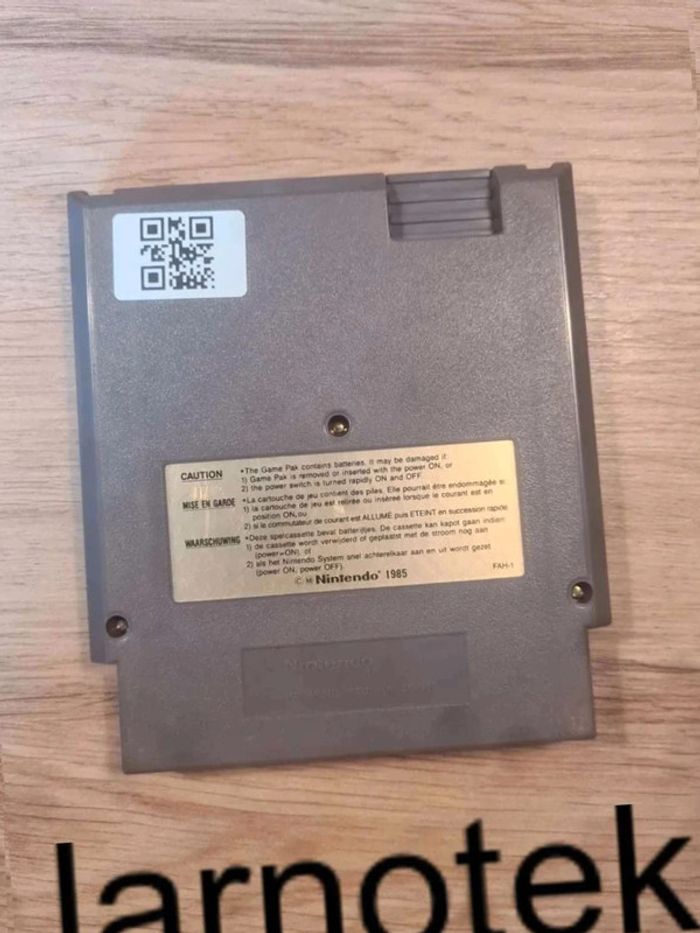 CAUTION
•The Game Pak contains batteries. It may be damaged if:
1) Game Pak is removed or inserted with the power ON, or
2) the power switch is turned rapidly ON and OFF.
MISE EN GARDE
•La cartouche de jeu contient des piles. Elle pourrait être endommagée si:
1) la cartouche de jeu est retirée ou insérée lorsque le courant est en
position ON, ou
2) si le commutateur de courant est ALLUMÉ puis ETEINT en succession rapide.
WAARSCHUWING
•Deze spelcassette bevat batterijtjes. De cassette kan kapot gaan indien:
1) de cassette wordt verwijderd of geplaatst met de stroom nog aan
(power=ON), of
2) als het Nintendo System snel achterelkaar aan en uit wordt gezet
(power ON, power OFF).
FAH-1
Nintendo 1985
Nintendo
larnotek